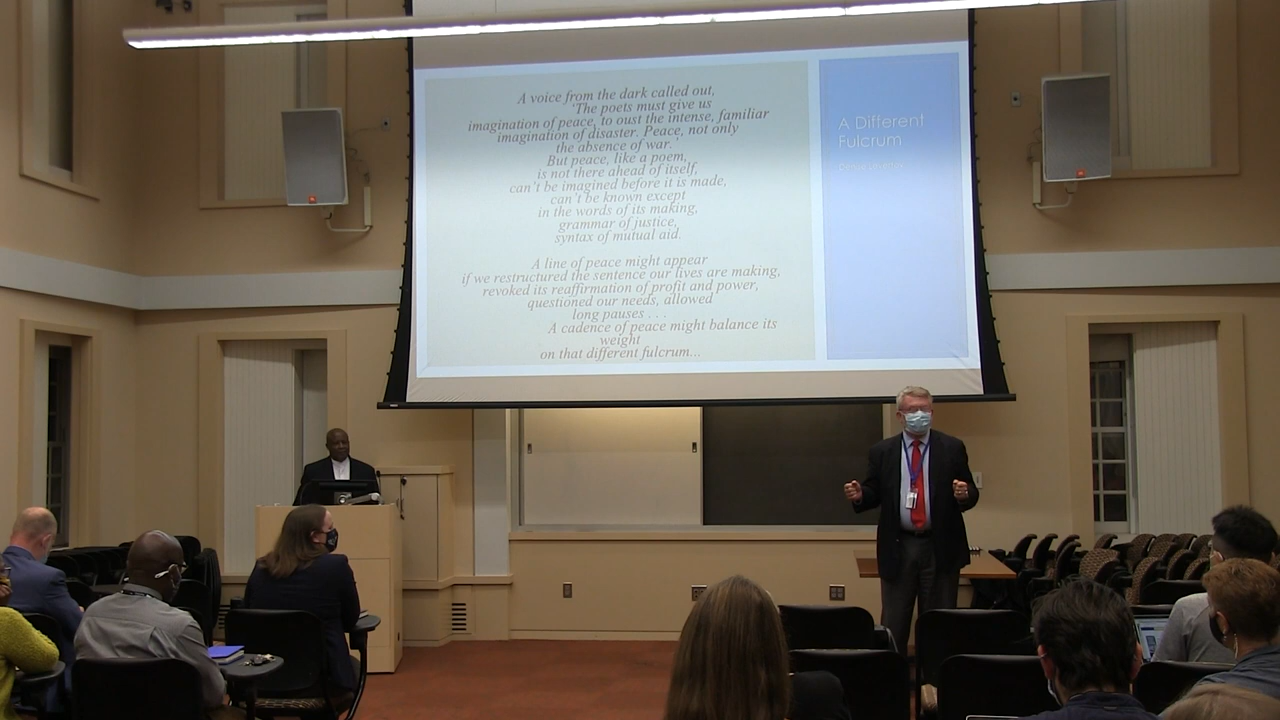 A voice from the dark called out,
'The poets must give us
imagination of peace, to oust the intense, familiar
imagination of disaster. Peace, not only
the absence of war.'
But peace, like a poem,
is not there ahead of itself,
can't be imagined before it is made,
can't be known except
in the words of its making,
grammar of justice,
syntax of mutual aid.
A line of peace might appear
if we restructured the sentence our lives are making,
revoked its reaffirmation of profit and power,
questioned our needs, allowed
long pauses . . .
A cadence of peace might balance its
weight
on that different fulcrum...
A Different
Fulcrum